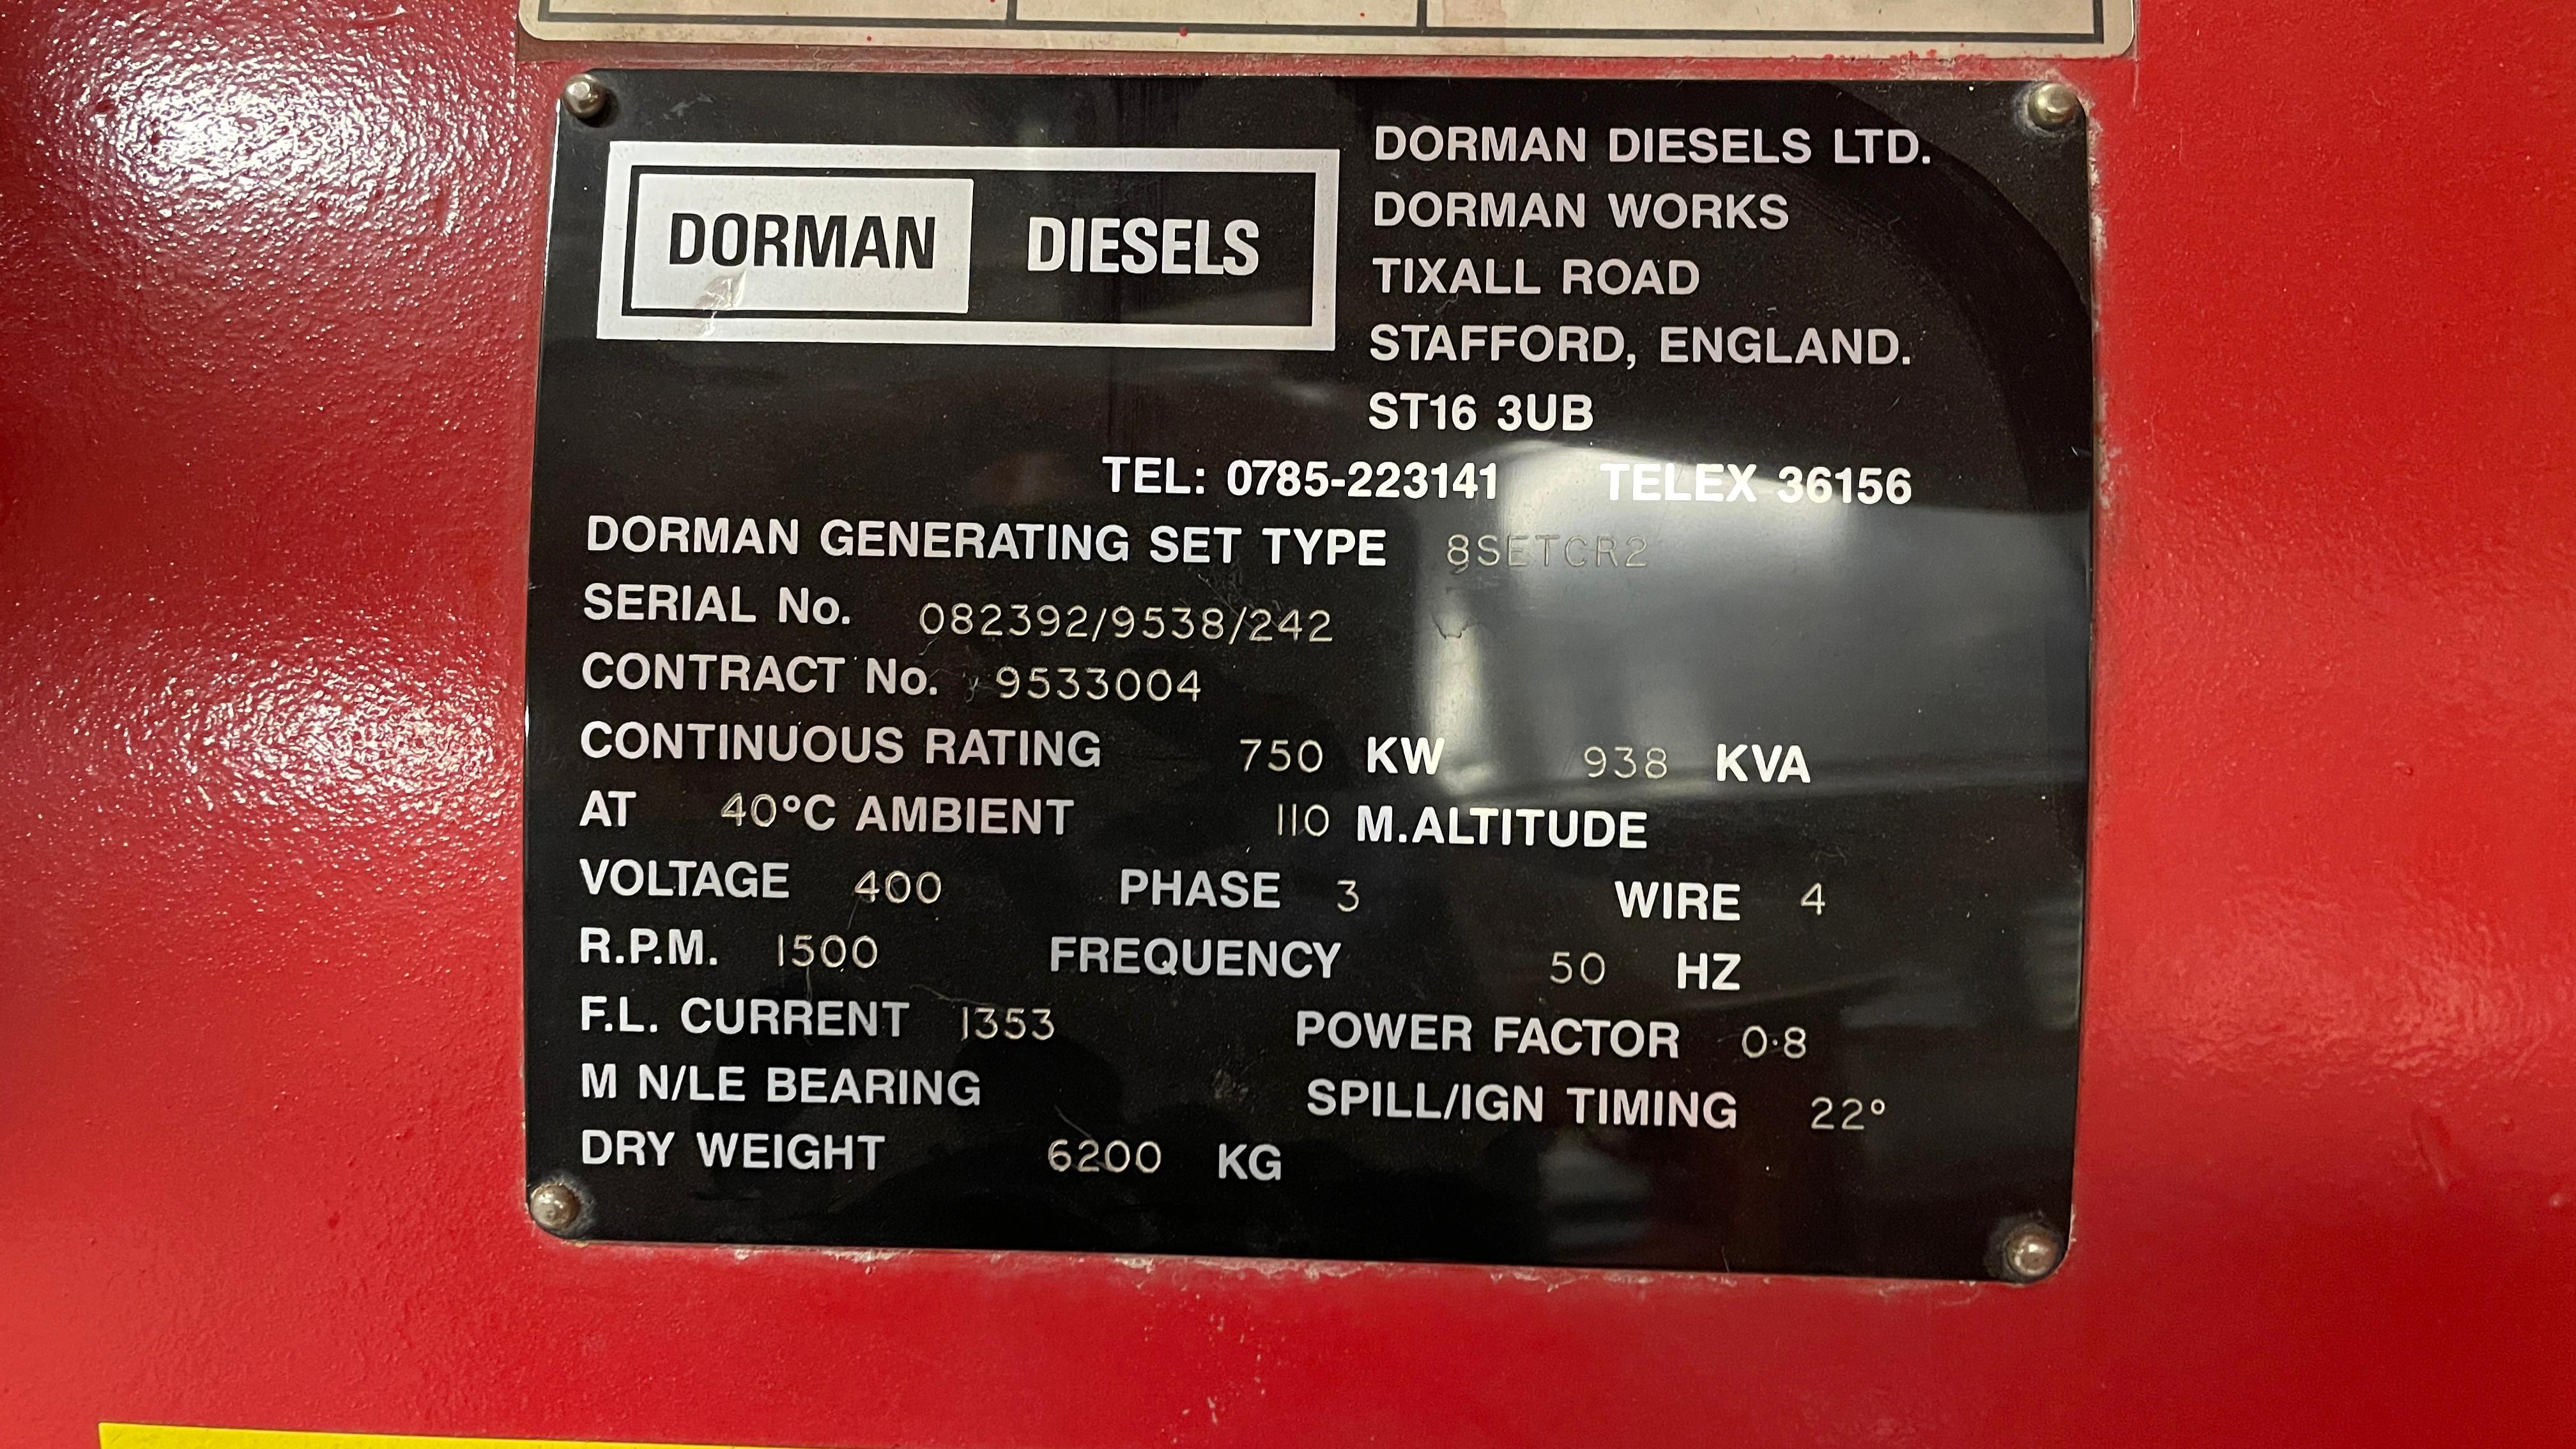 DORMAN DIESELS
DORMAN DIESELS LTD.
DORMAN WORKS
TIXALL ROAD
STAFFORD, ENGLAND.
ST16 3UB
TEL: 0785-223141 TELEX 36156
DORMAN GENERATING SET TYPE 8SETCR2
SERIAL No. 082392/9538/242
CONTRACT No. 9533004
CONTINUOUS RATING 750 KW 938 KVA
AT 40°C AMBIENT 110 M.ALTITUDE
VOLTAGE 400 PHASE 3 WIRE 4
R.P.M. 1500 FREQUENCY 50 HZ
F.L. CURRENT 1353 POWER FACTOR 0·8
M N/LE BEARING SPILL/IGN TIMING 22°
DRY WEIGHT 6200 KG